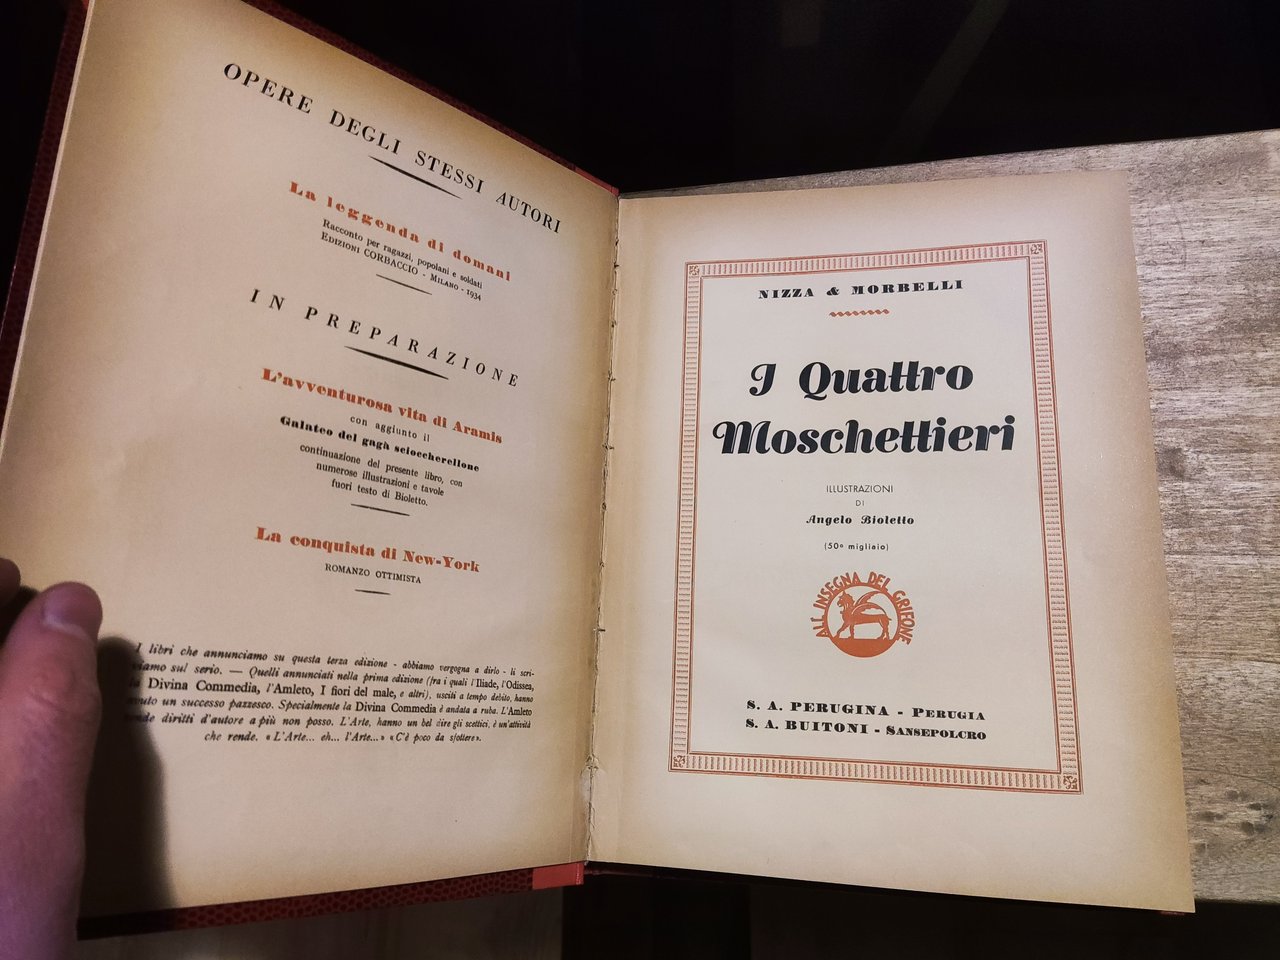 OPERE DEGLI STESSI AUTORI
La leggenda di domani
Racconto per ragazzi, popolani e soldati
EDIZIONI CORBACCIO - MILANO - 1934
IN PREPARAZIONE
L'avventurosa vita di Aramis
con aggiunto il
Galateo del gagà scioccherellone
continuazione del presente libro, con
numerose illustrazioni e tavole
fuori testo di Bioletto.
La conquista di New-York
ROMANZO OTTIMISTA
I libri che annunciamo su questa terza edizione - abbiamo vergogna a dirlo - li scri-
viamo sul serio. — Quelli annunciati nella prima edizione (fra i quali l'Iliade, l'Odissea,
la Divina Commedia, l'Amleto, I fiori del male, e altri), usciti a tempo debito, hanno
avuto un successo pazzesco. Specialmente la Divina Commedia è andata a ruba. L'Amleto
rende diritti d'autore a più non posso. L'Arte, hanno un bel dire gli scettici, è un'attività
che rende. « L'Arte... eh... l'Arte... » « C'è poco da sfottere».
NIZZA & MORBELLI
I Quattro
Moschettieri
ILLUSTRAZIONI
DI
Angelo Bioletto
(50º migliaio)
ALL'INSEGNA DEL GRIFONE
S. A. PERUGINA - PERUGIA
S. A. BUITONI - SANSEPOLCRO